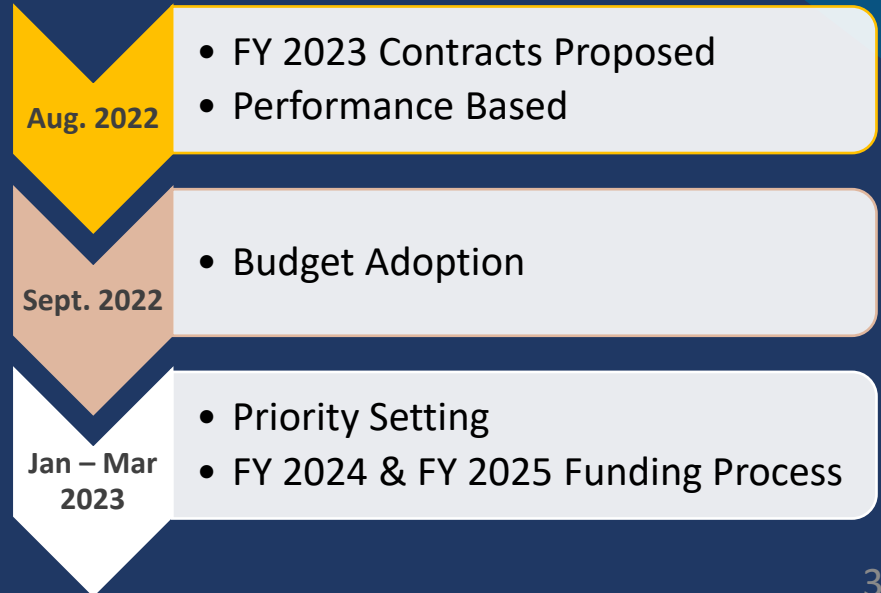 Aug. 2022
• FY 2023 Contracts Proposed
• Performance Based
Sept. 2022
• Budget Adoption
Jan – Mar
2023
• Priority Setting
• FY 2024 & FY 2025 Funding Process
3